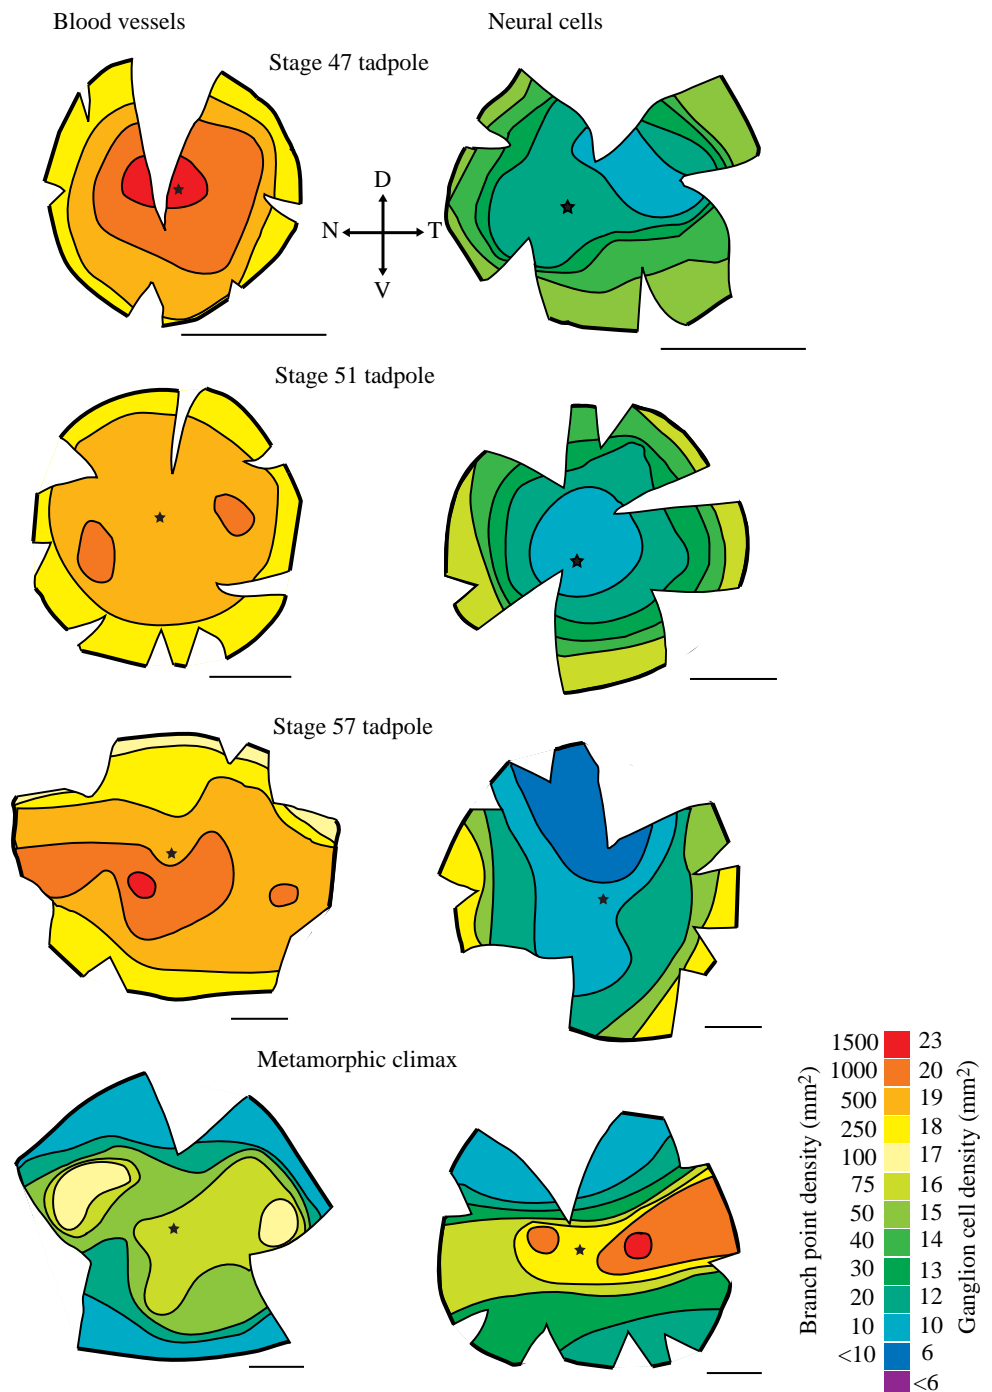 Blood vessels
Neural cells
Stage 47 tadpole
D
N
T
V
Stage 51 tadpole
Stage 57 tadpole
Metamorphic climax
Branch point density (mm2)
1500
1000
500
250
100
75
50
40
30
20
10
<10
23
20
19
18
17
16
15
14
13
12
10
6
<6
Ganglion cell density (mm2)